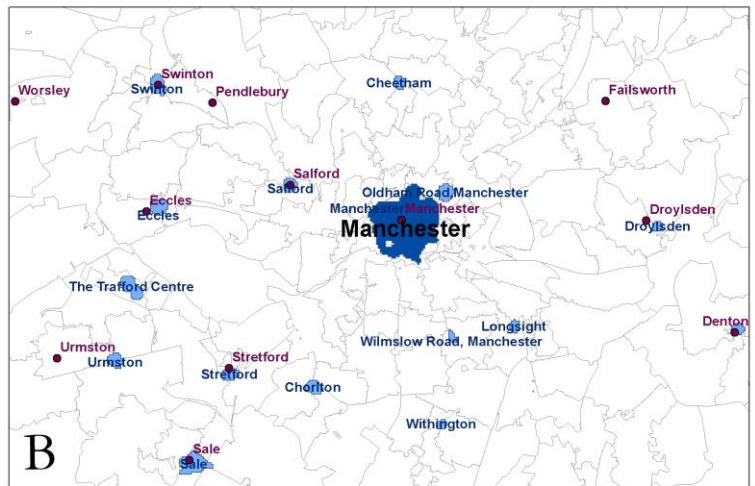 Swinton
Swinton
Worsley
Pendlebury
Cheetham
Failsworth
Salford
Salford
Eccles
Eccles
Oldham Road,Manchester
Manchester
Manchester
Manchester
Droylsden
Droylsden
The Trafford Centre
Denton
Longsight
Wilmslow Road, Manchester
Urmston
Urmston
Stretford
Stretford
Chorlton
Withington
Sale
Sale
B